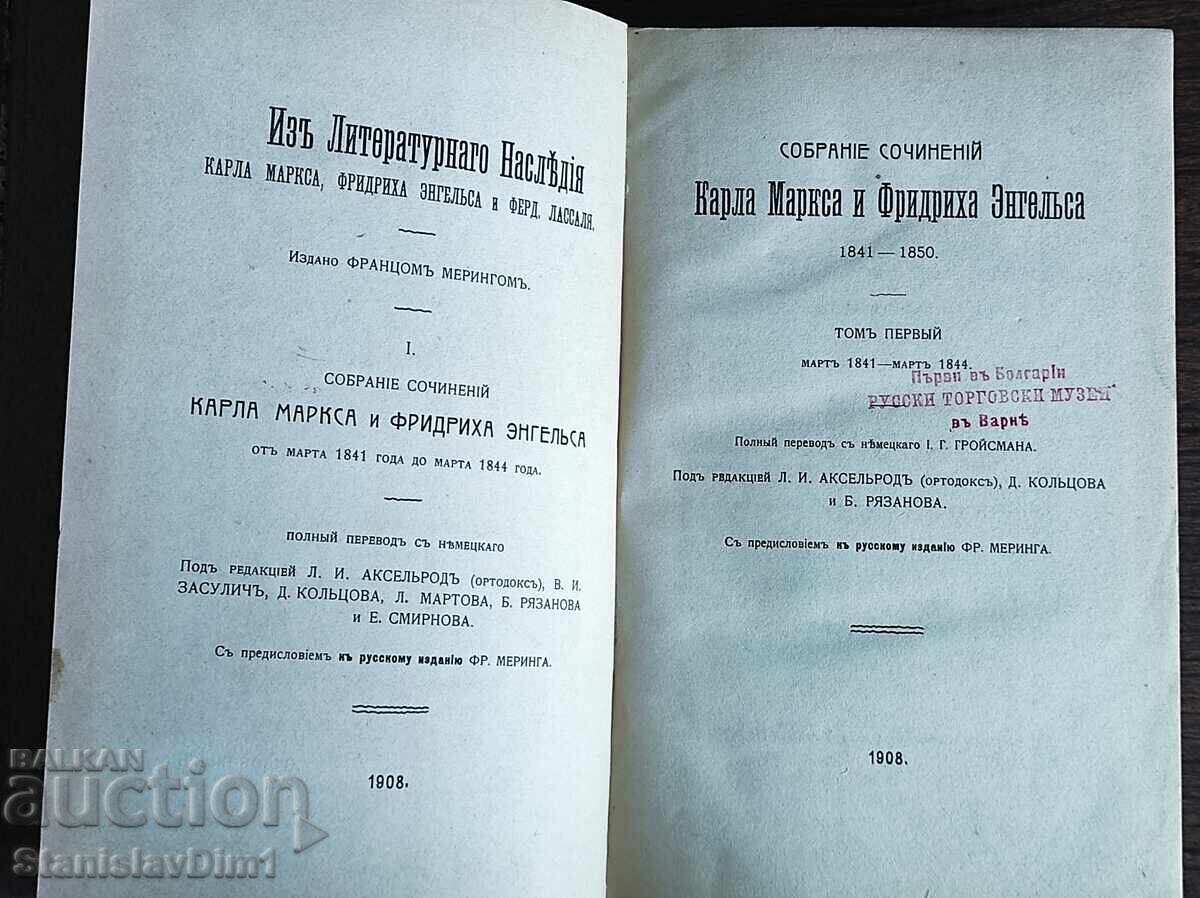 Изъ Литературнаго Наслѣдія
КАРЛА МАРКСА, ФРИДРИХА ЭНГЕЛЬСА и ФЕРД. ЛАССАЛЯ.
Издано ФРАНЦОМЪ МЕРИНГОМЪ.
I.
СОБРАНІЕ СОЧИНЕНІЙ
КАРЛА МАРКСА и ФРИДРИХА ЭНГЕЛЬСА
отъ марта 1841 года до марта 1844 года.
полный переводъ съ нѣмецкаго
Подъ редакціей Л. И. АКСЕЛЬРОДЪ (ортодоксъ), В. И.
ЗАСУЛИЧЪ, Д. КОЛЬЦОВА, Л. МАРТОВА, Б. РЯЗАНОВА
и Е. СМИРНОВА.
Съ предисловіемъ къ русскому изданію ФР. МЕРИНГА.
1908.
СОБРАНІЕ СОЧИНЕНІЙ
Карла Маркса и Фридриха Энгельса
1841 — 1850.
ТОМЪ ПЕРВЫЙ
мартъ 1841—мартъ 1844.
Първи въ Болгаріи
РУССКИ ТОРГОВСКИ МУЗЕЙ
въ Варнѣ
Полный переводъ съ нѣмецкаго І. Г. ГРОЙСМАНА.
Подъ редакціей Л. И. АКСЕЛЬРОДЪ (ортодоксъ), Д. КОЛЬЦОВА
и Б. РЯЗАНОВА.
Съ предисловіемъ къ русскому изданію ФР. МЕРИНГА.
1908.
BALKAN
auction
StanislavDim1